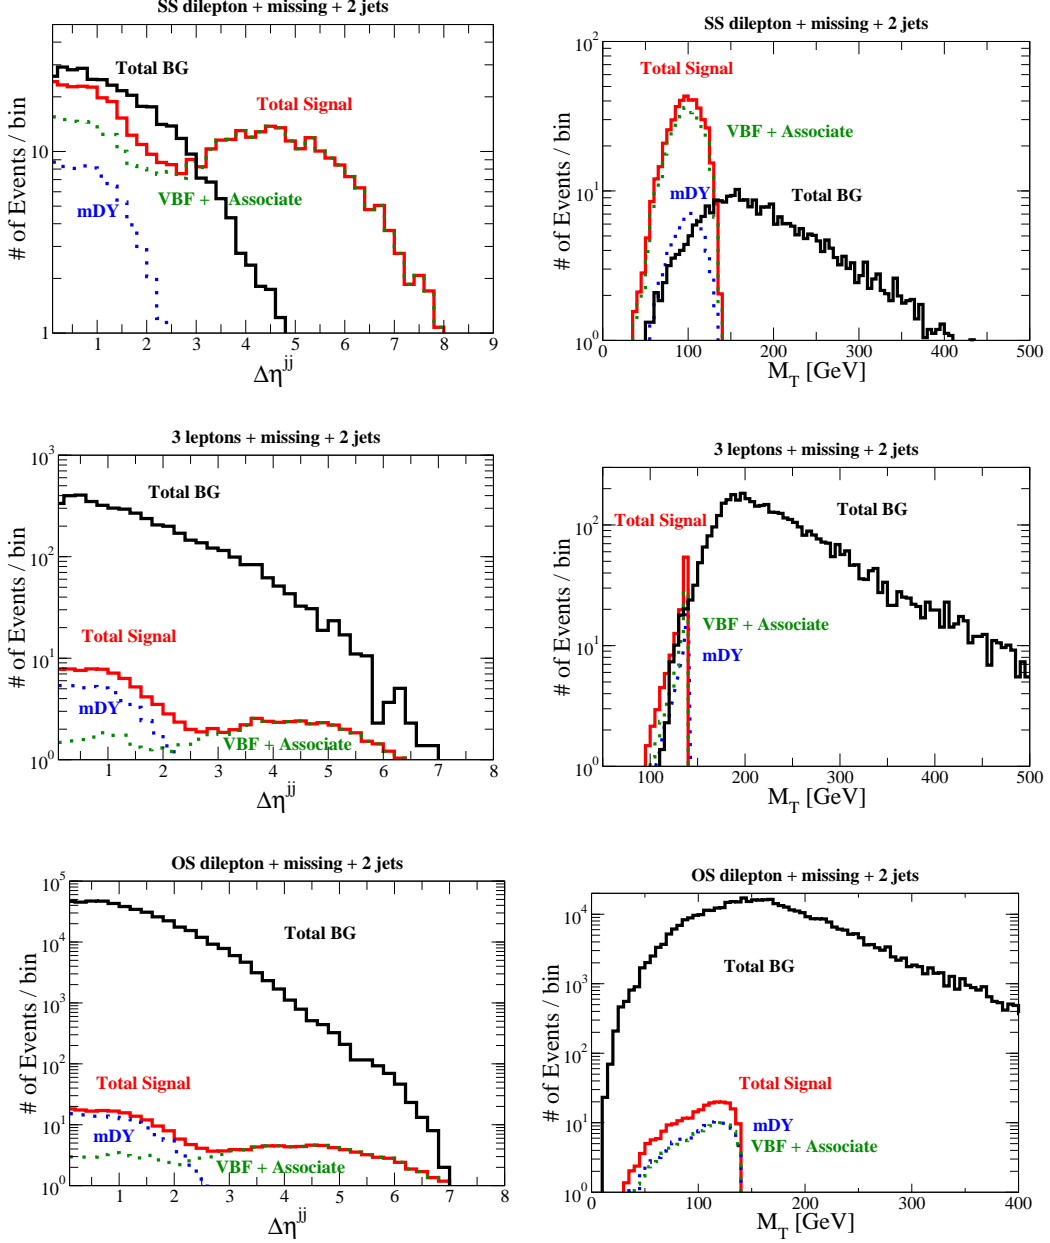 SS dilepton + missing + 2 jets
# of Events / bin
10
1
Total BG
Total Signal
VBF + Associate
mDY
1 2 3 4 5 6 7 8 9
Δη^jj
SS dilepton + missing + 2 jets
# of Events / bin
10^2
10^1
10^0
Total Signal
VBF + Associate
mDY
Total BG
0 100 200 300 400 500
M_T [GeV]
3 leptons + missing + 2 jets
# of Events / bin
10^3
10^2
10^1
10^0
Total BG
Total Signal
mDY
VBF + Associate
1 2 3 4 5 6 7 8
Δη^jj
3 leptons + missing + 2 jets
# of Events / bin
10^2
10^1
10^0
Total Signal
Total BG
VBF + Associate
mDY
100 200 300 400 500
M_T [GeV]
OS dilepton + missing + 2 jets
# of Events / bin
10^5
10^4
10^3
10^2
10^1
10^0
Total BG
Total Signal
mDY
VBF + Associate
1 2 3 4 5 6 7 8
Δη^jj
OS dilepton + missing + 2 jets
# of Events / bin
10^4
10^3
10^2
10^1
10^0
Total BG
Total Signal
mDY
VBF + Associate
0 100 200 300 400
M_T [GeV]